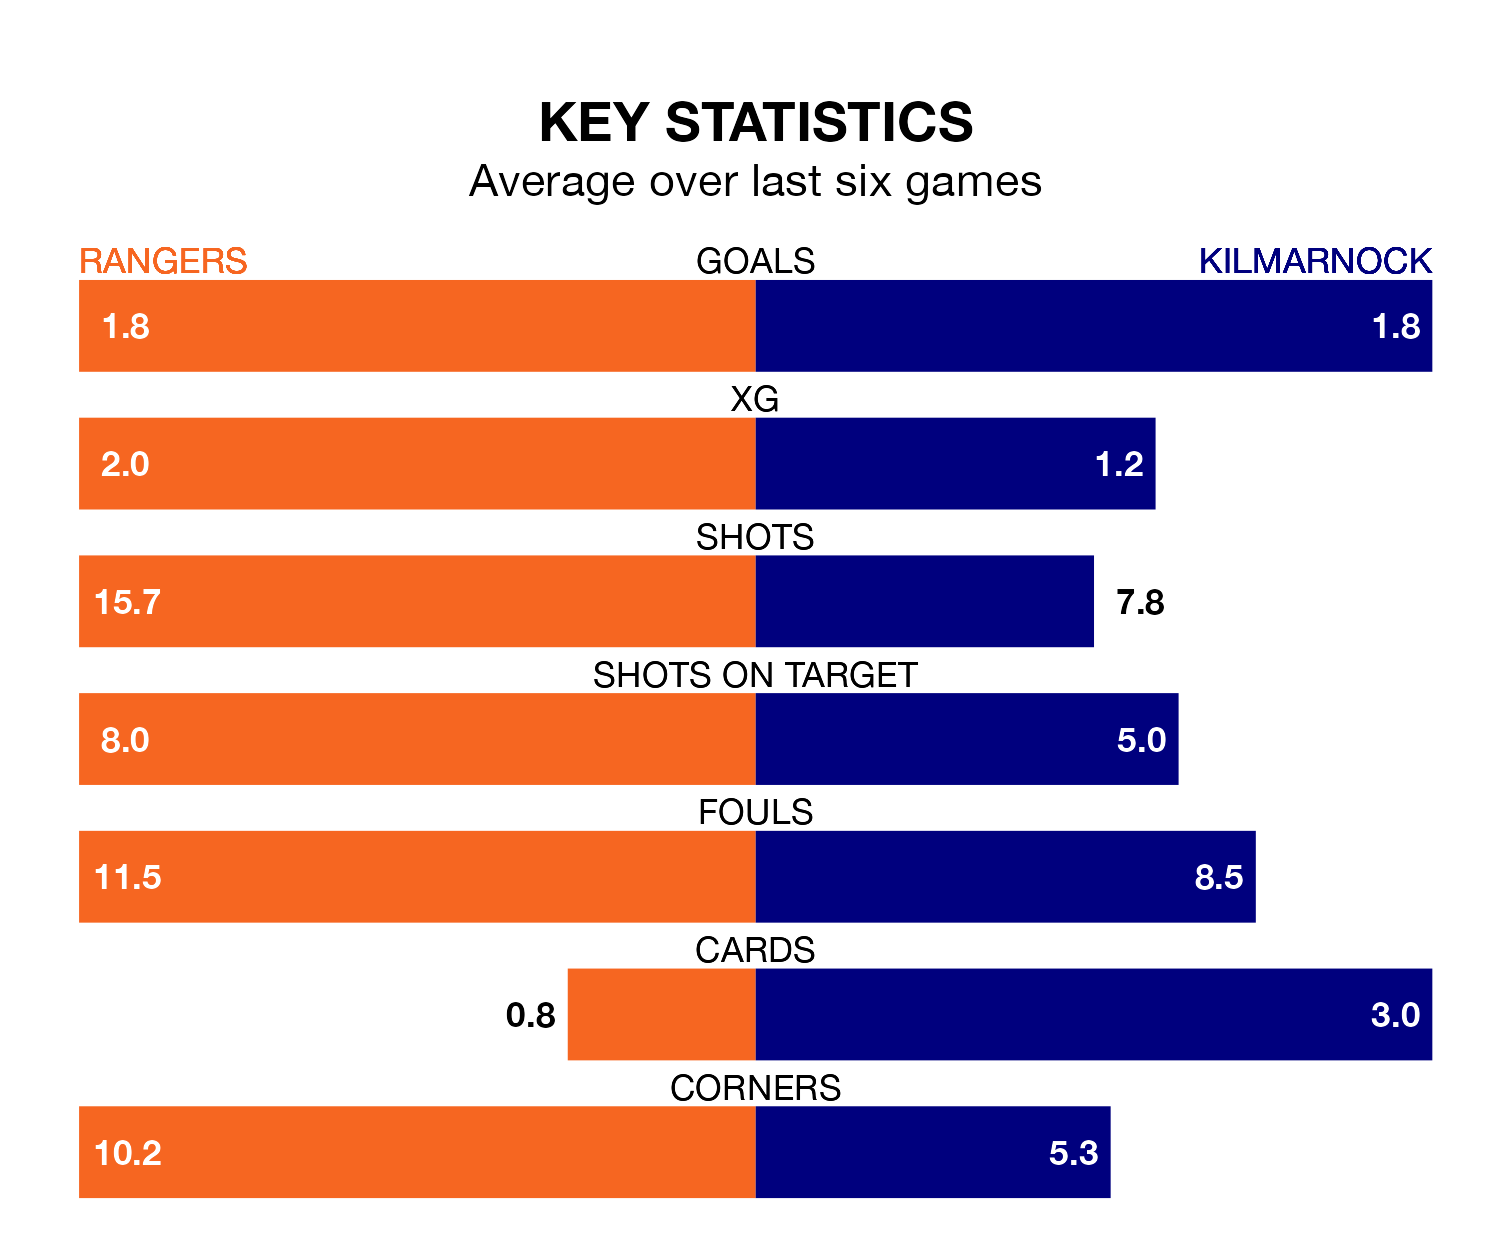 KEY STATISTICS
Average over last six games
RANGERS GOALS KILMARNOCK
1.8 1.8
XG
2.0 1.2
SHOTS
15.7 7.8
SHOTS ON TARGET
8.0 5.0
FOULS
11.5 8.5
CARDS
0.8 3.0
CORNERS
10.2 5.3